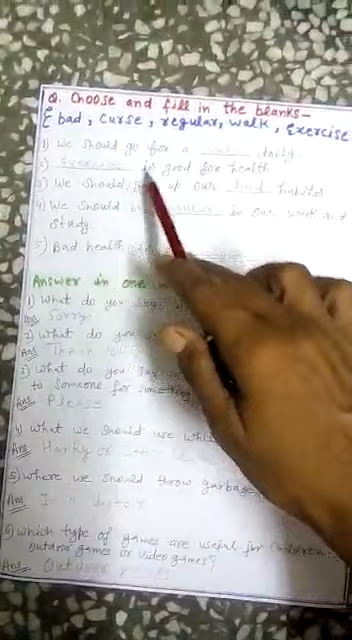 Q. Choose and fill in the blanks-
{ bad, curse, regular, walk, exercise
1) We should go for a walk daily.
2) Exercise is good for health
3) We should up our bad habits
4) We should regular in our work and
study.
5) Bad health
Answer in one
1) What do you say
Ans Sorry
2) What do you
Ans Thank
3) What do you say
to someone for something
Ans Please
4) What we should use
Ans Hanky or
5) where we should throw garbage
Ans In a dustbin
6) which type of games are useful for children
outdoor games or video games?
Ans Outdoor games